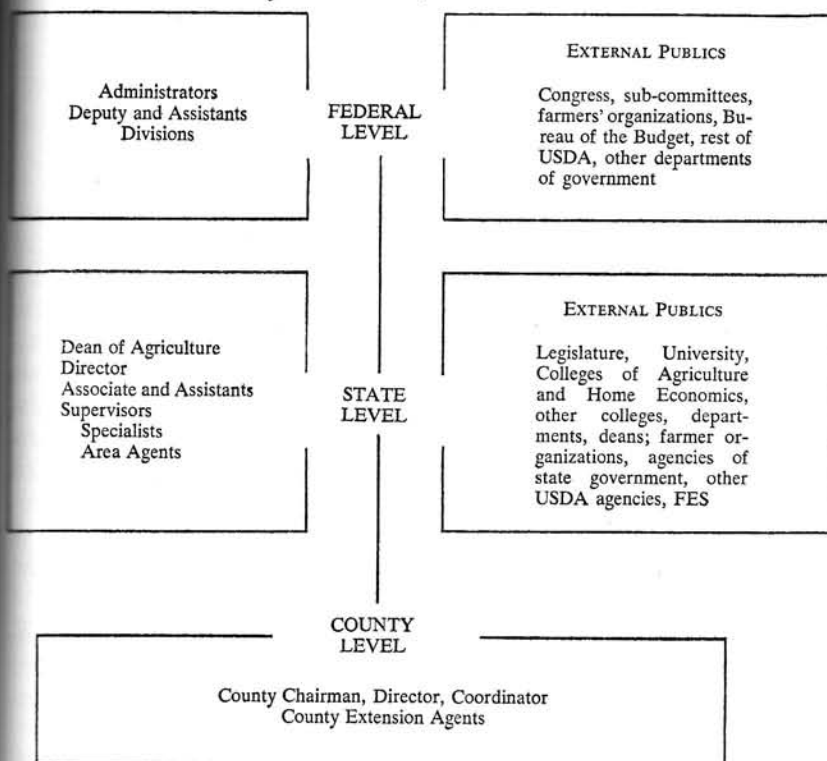 Administrators
Deputy and Assistants
Divisions
FEDERAL
LEVEL
EXTERNAL PUBLICS
Congress, sub-committees,
farmers' organizations, Bu-
reau of the Budget, rest of
USDA, other departments
of government
Dean of Agriculture
Director
Associate and Assistants
Supervisors
Specialists
Area Agents
STATE
LEVEL
EXTERNAL PUBLICS
Legislature, University,
Colleges of Agriculture
and Home Economics,
other colleges, depart-
ments, deans; farmer or-
ganizations, agencies of
state government, other
USDA agencies, FES
COUNTY
LEVEL
County Chairman, Director, Coordinator
County Extension Agents